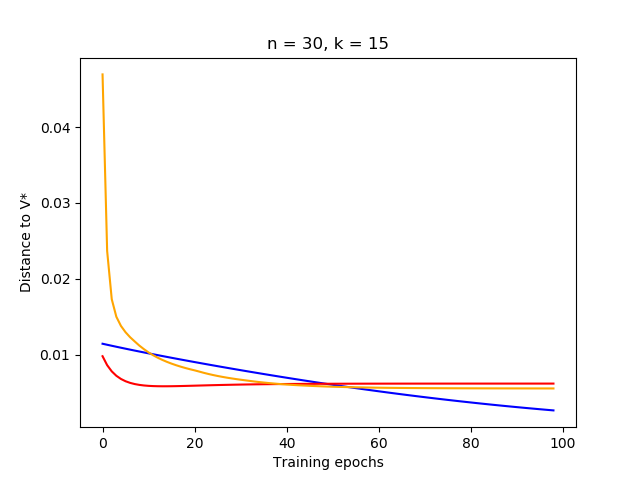 n = 30, k = 15
Distance to V*
0.04
0.03
0.02
0.01
0 20 40 60 80 100
Training epochs